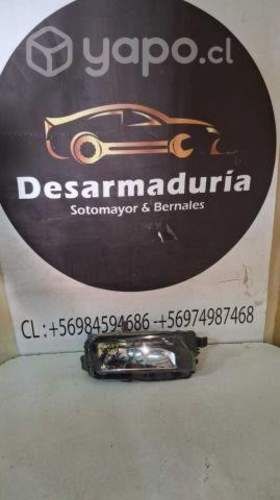 yapo.cl
Desarmaduría
Sotomayor & Bernales
CL : +56984594686 -+56974987468